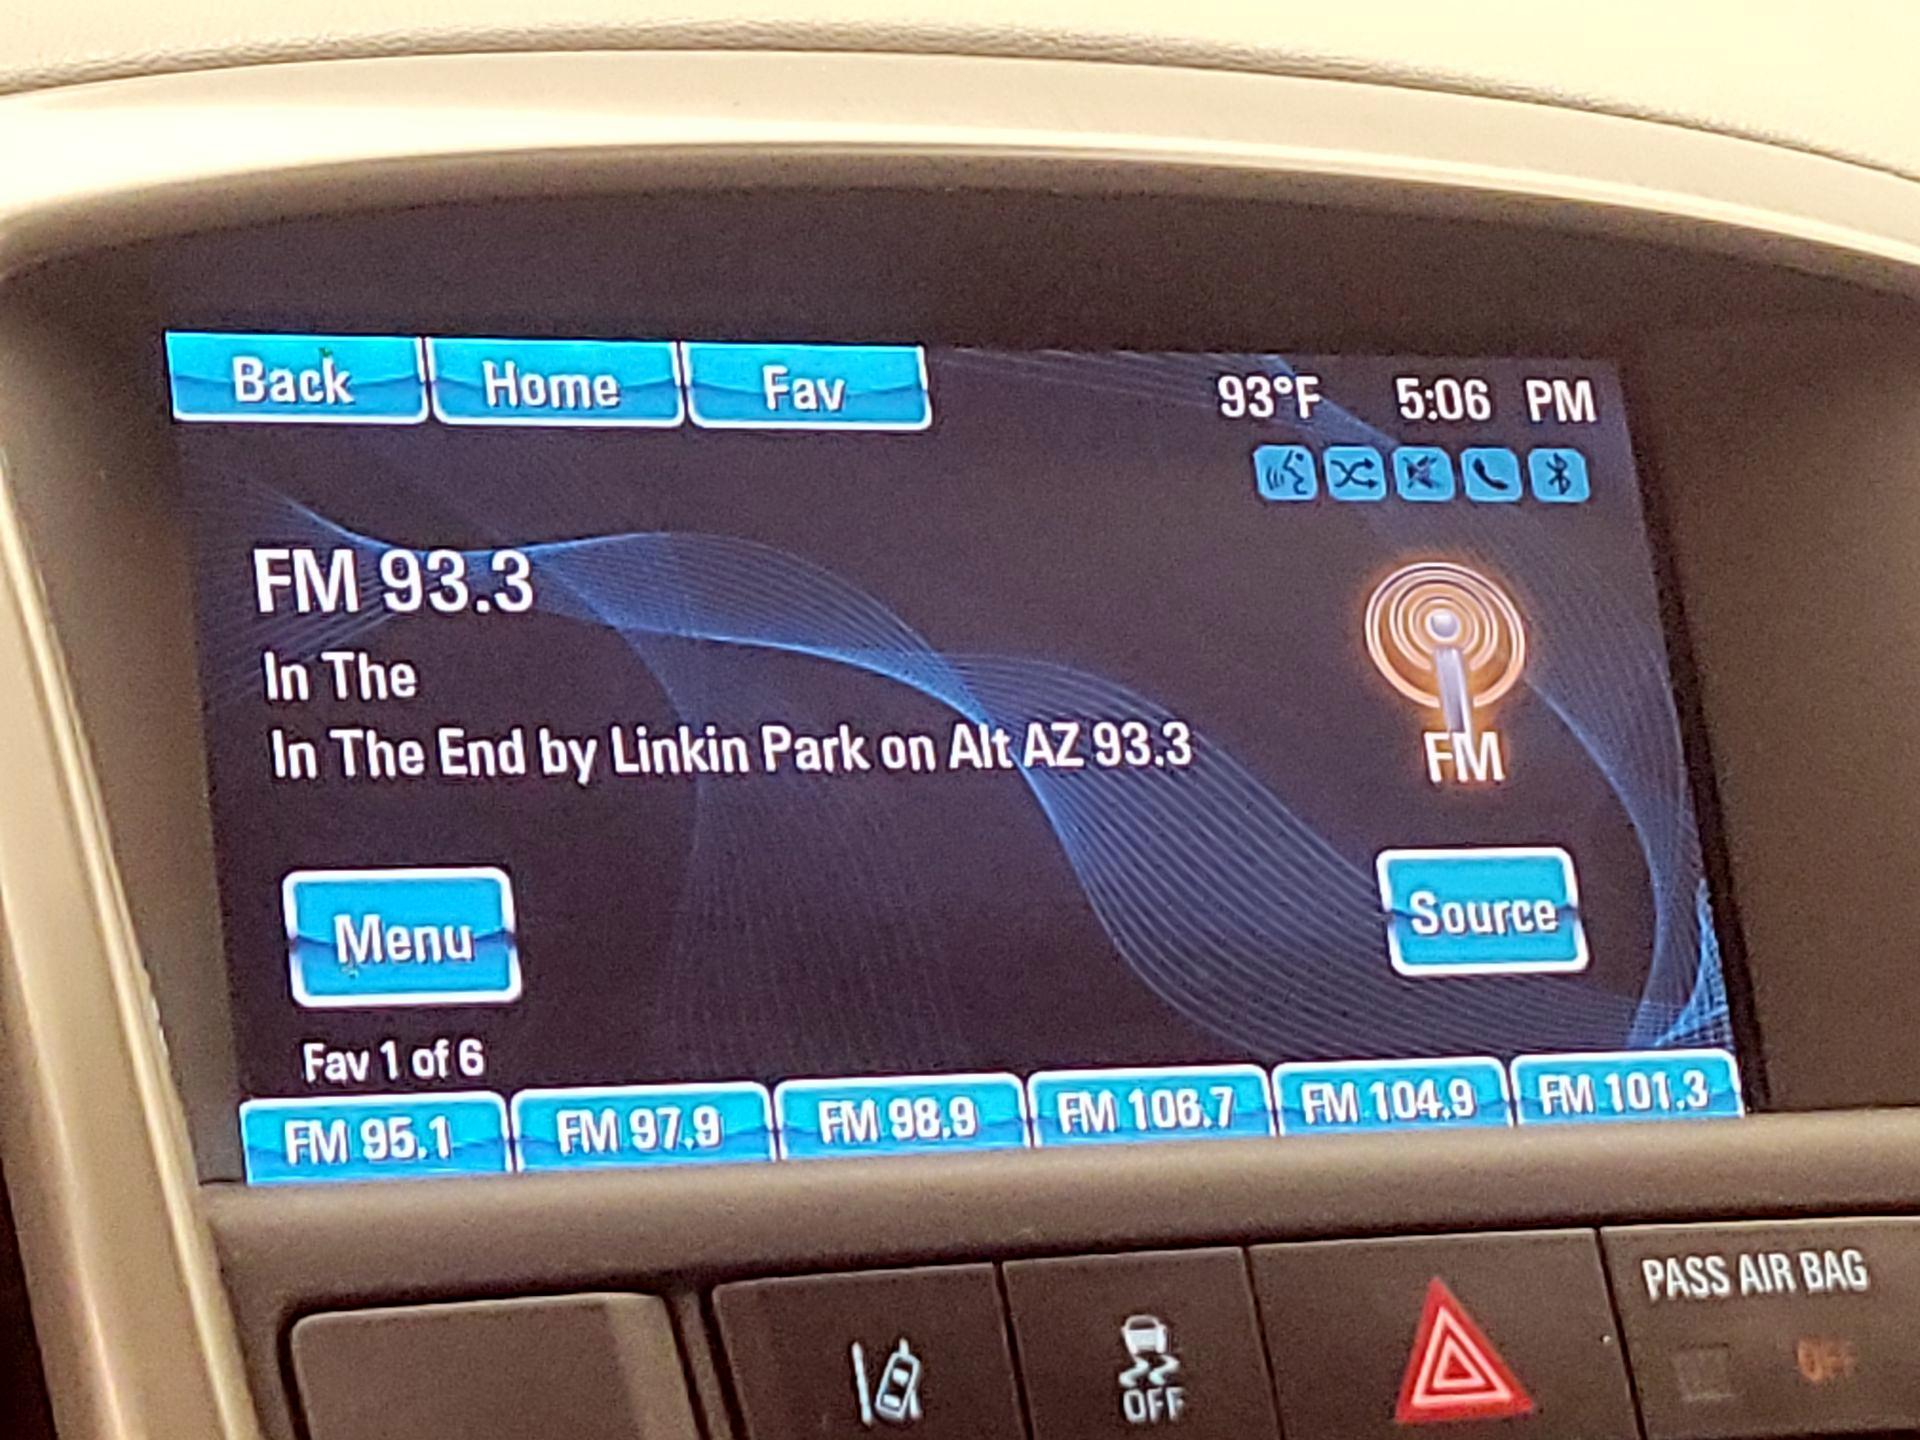 Back Home Fav 93°F 5:06 PM
FM 93.3
In The
In The End by Linkin Park on Alt AZ 93.3
FM
Menu Source
Fav 1 of 6
FM 95.1 FM 97.9 FM 98.9 FM 106.7 FM 104.9 FM 101.3
PASS AIR BAG
OFF OFF